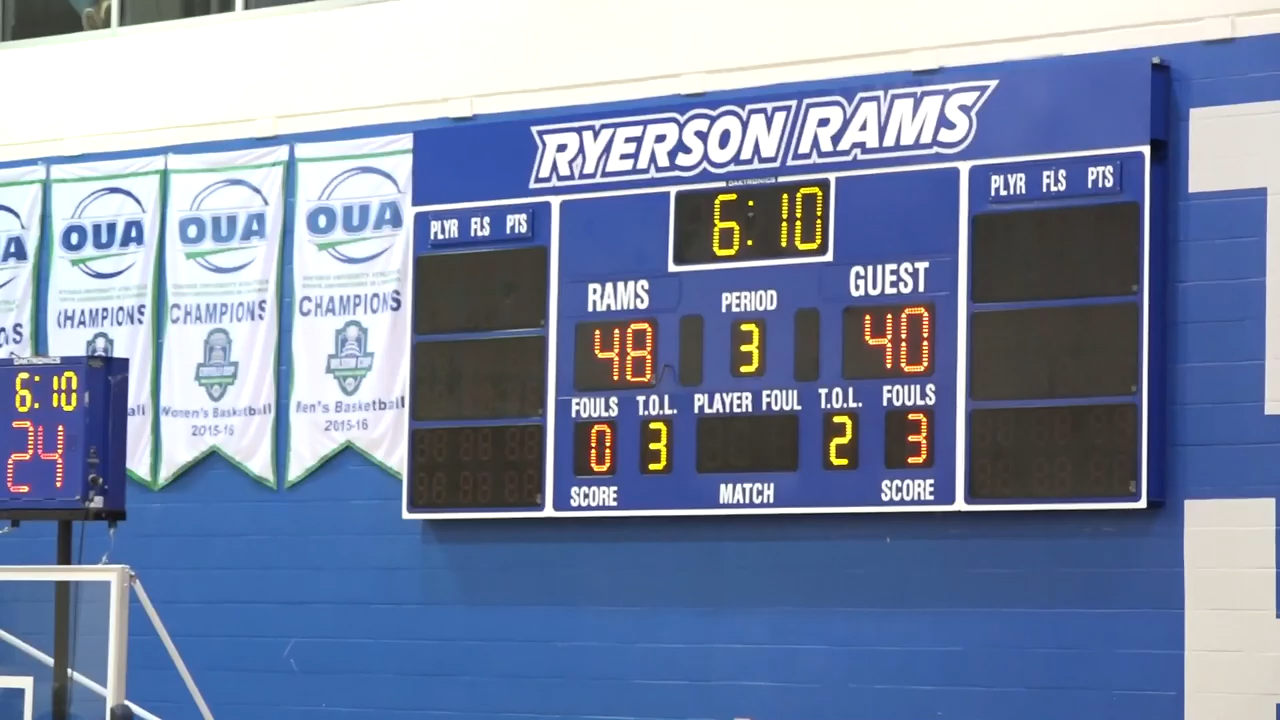 RYERSON RAMS
DAKTRONICS
6:10
PLYR FLS PTS
PLYR FLS PTS
RAMS
PERIOD
GUEST
48
3
40
FOULS T.O.L. PLAYER FOUL T.O.L. FOULS
0 3 2 3
SCORE MATCH SCORE
OUA
CHAMPIONS
OUA
CHAMPIONS
Women's Basketball
2015-16
OUA
CHAMPIONS
Men's Basketball
2015-16
6:10
24